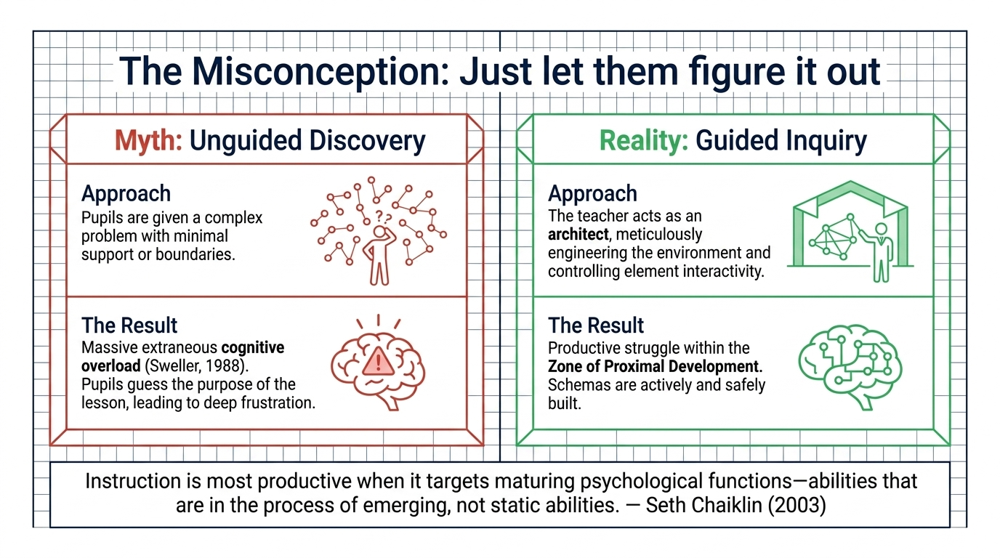 The Misconception: Just let them figure it out
Myth: Unguided Discovery
Approach
Pupils are given a complex
problem with minimal
support or boundaries.
???
The Result
Massive extraneous cognitive
overload (Sweller, 1988).
Pupils guess the purpose of the
lesson, leading to deep frustration.
!
Reality: Guided Inquiry
Approach
The teacher acts as an
architect, meticulously
engineering the environment and
controlling element interactivity.
The Result
Productive struggle within the
Zone of Proximal Development.
Schemas are actively and safely
built.
Instruction is most productive when it targets maturing psychological functions—abilities that
are in the process of emerging, not static abilities. — Seth Chaiklin (2003)